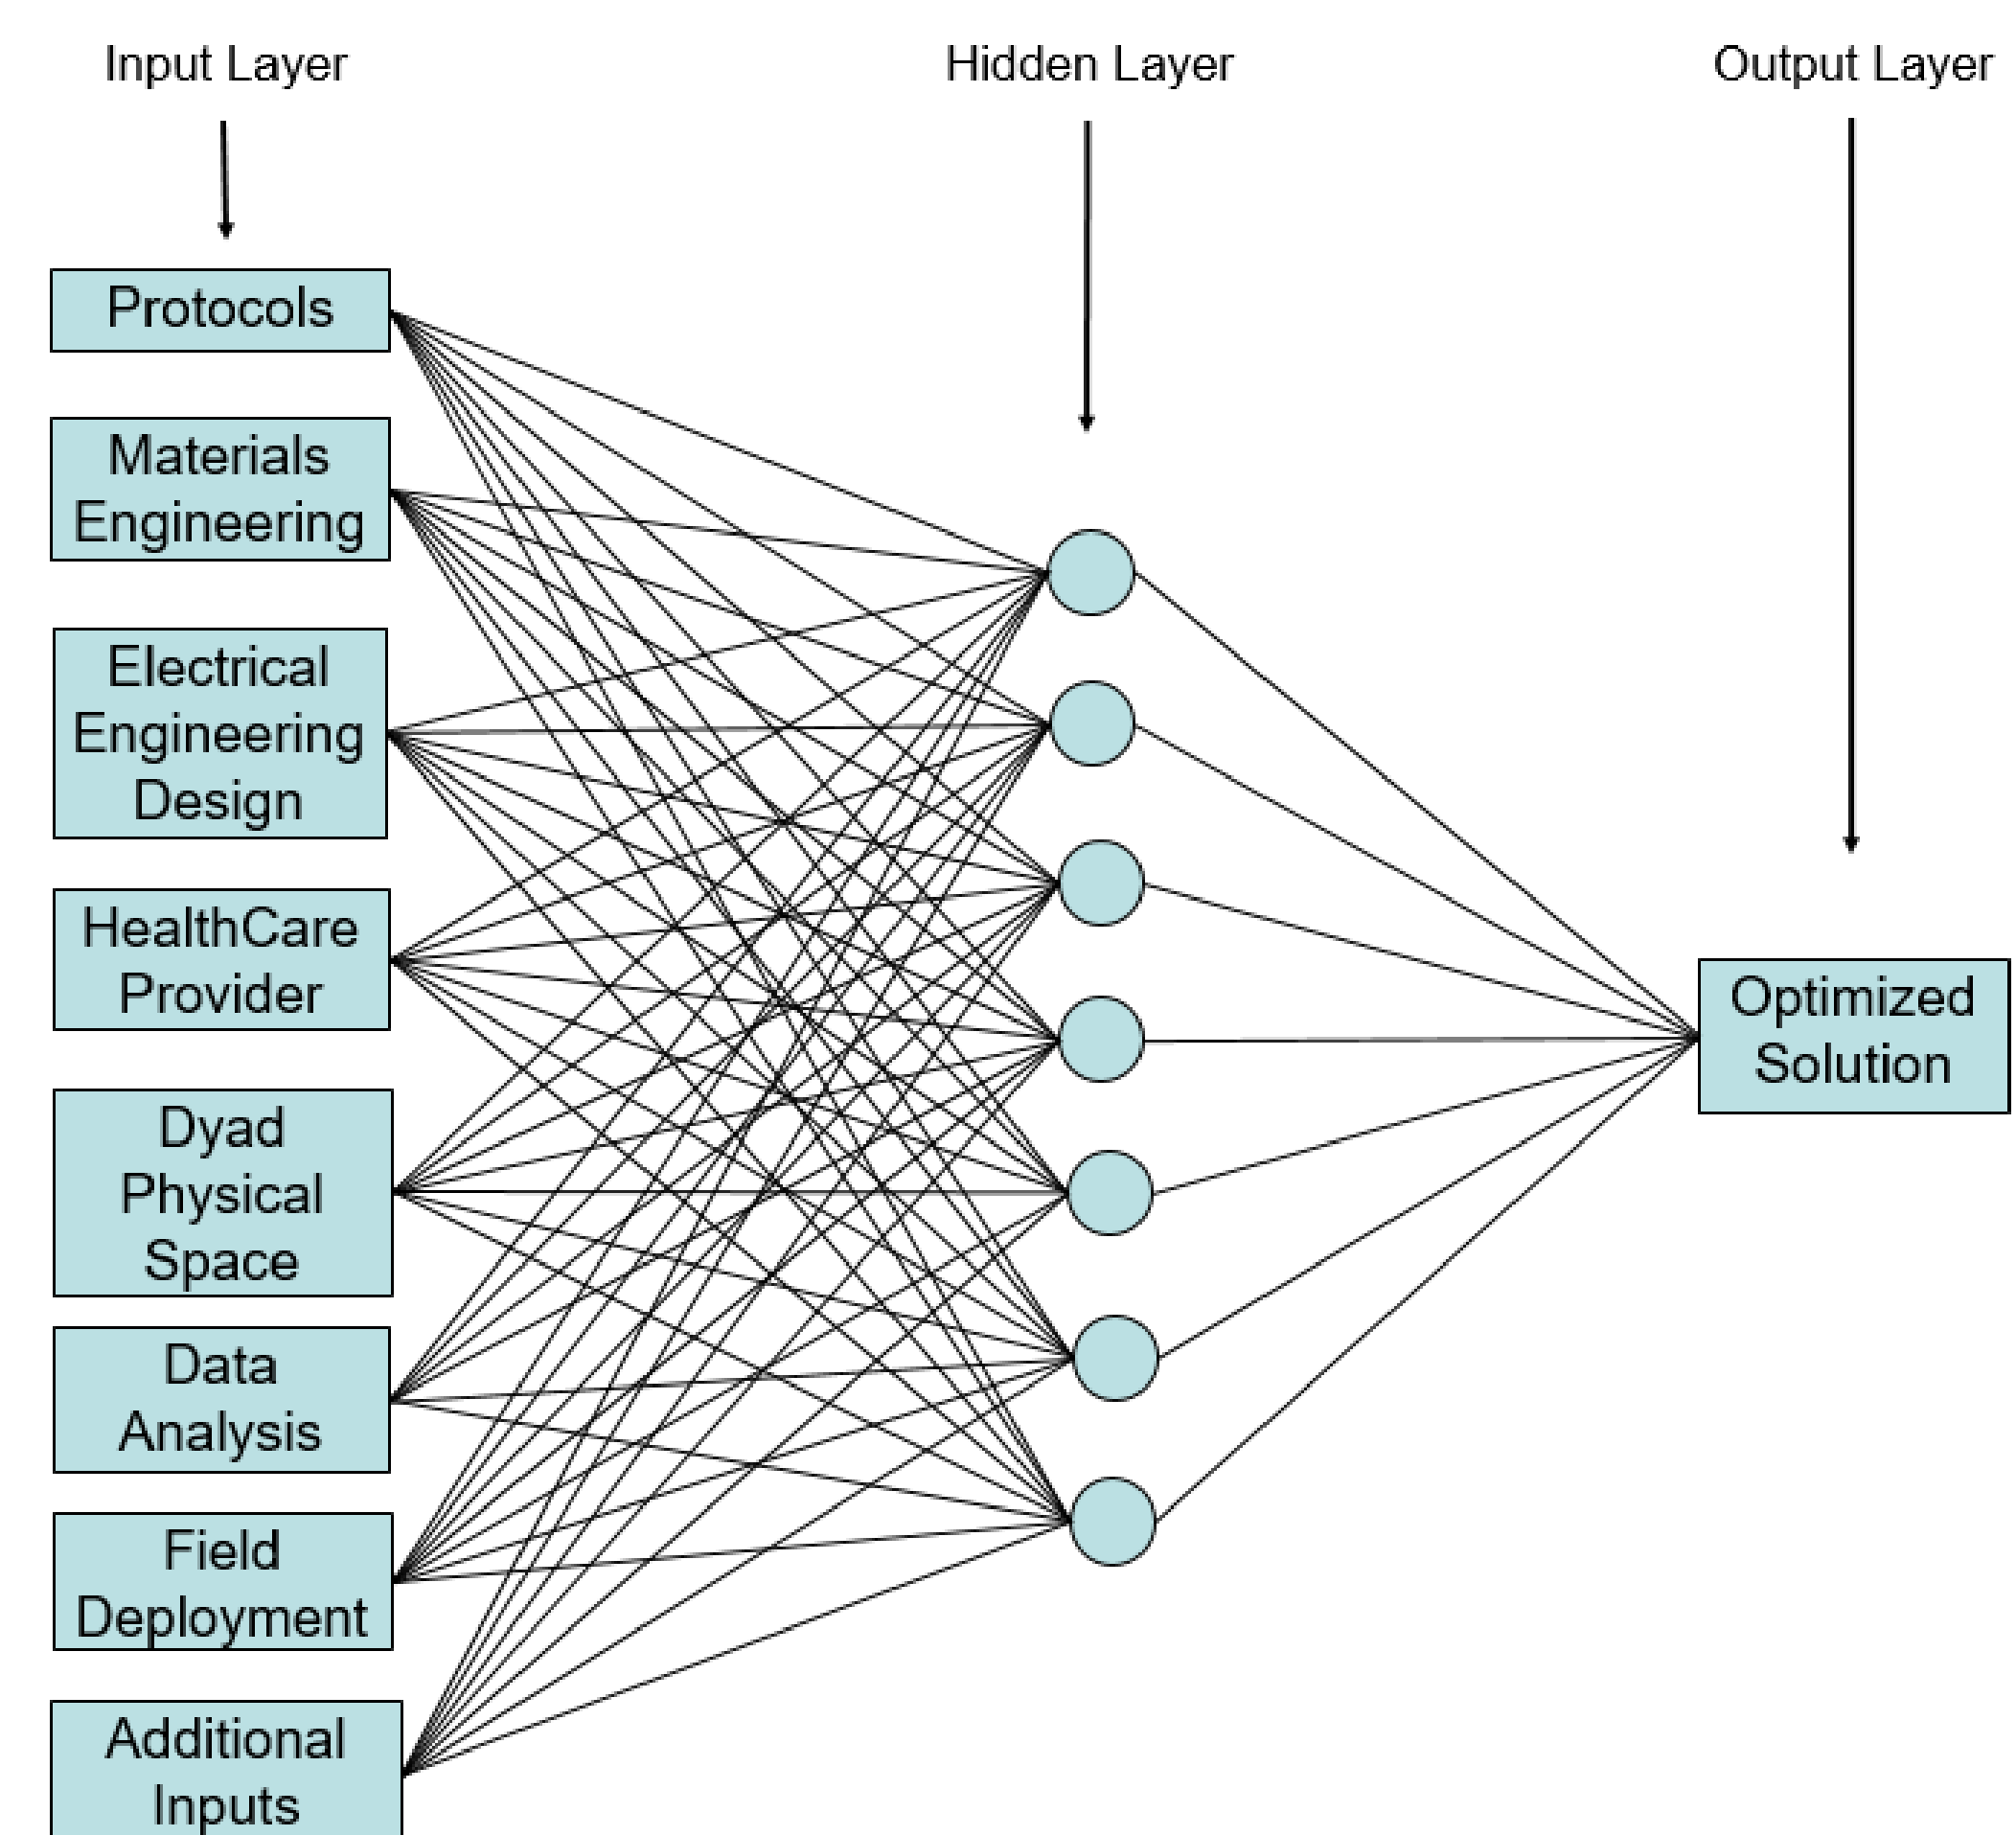 Input Layer
Hidden Layer
Output Layer
Protocols
Materials
Engineering
Electrical
Engineering
Design
HealthCare
Provider
Dyad
Physical
Space
Data
Analysis
Field
Deployment
Additional
Inputs
Optimized
Solution